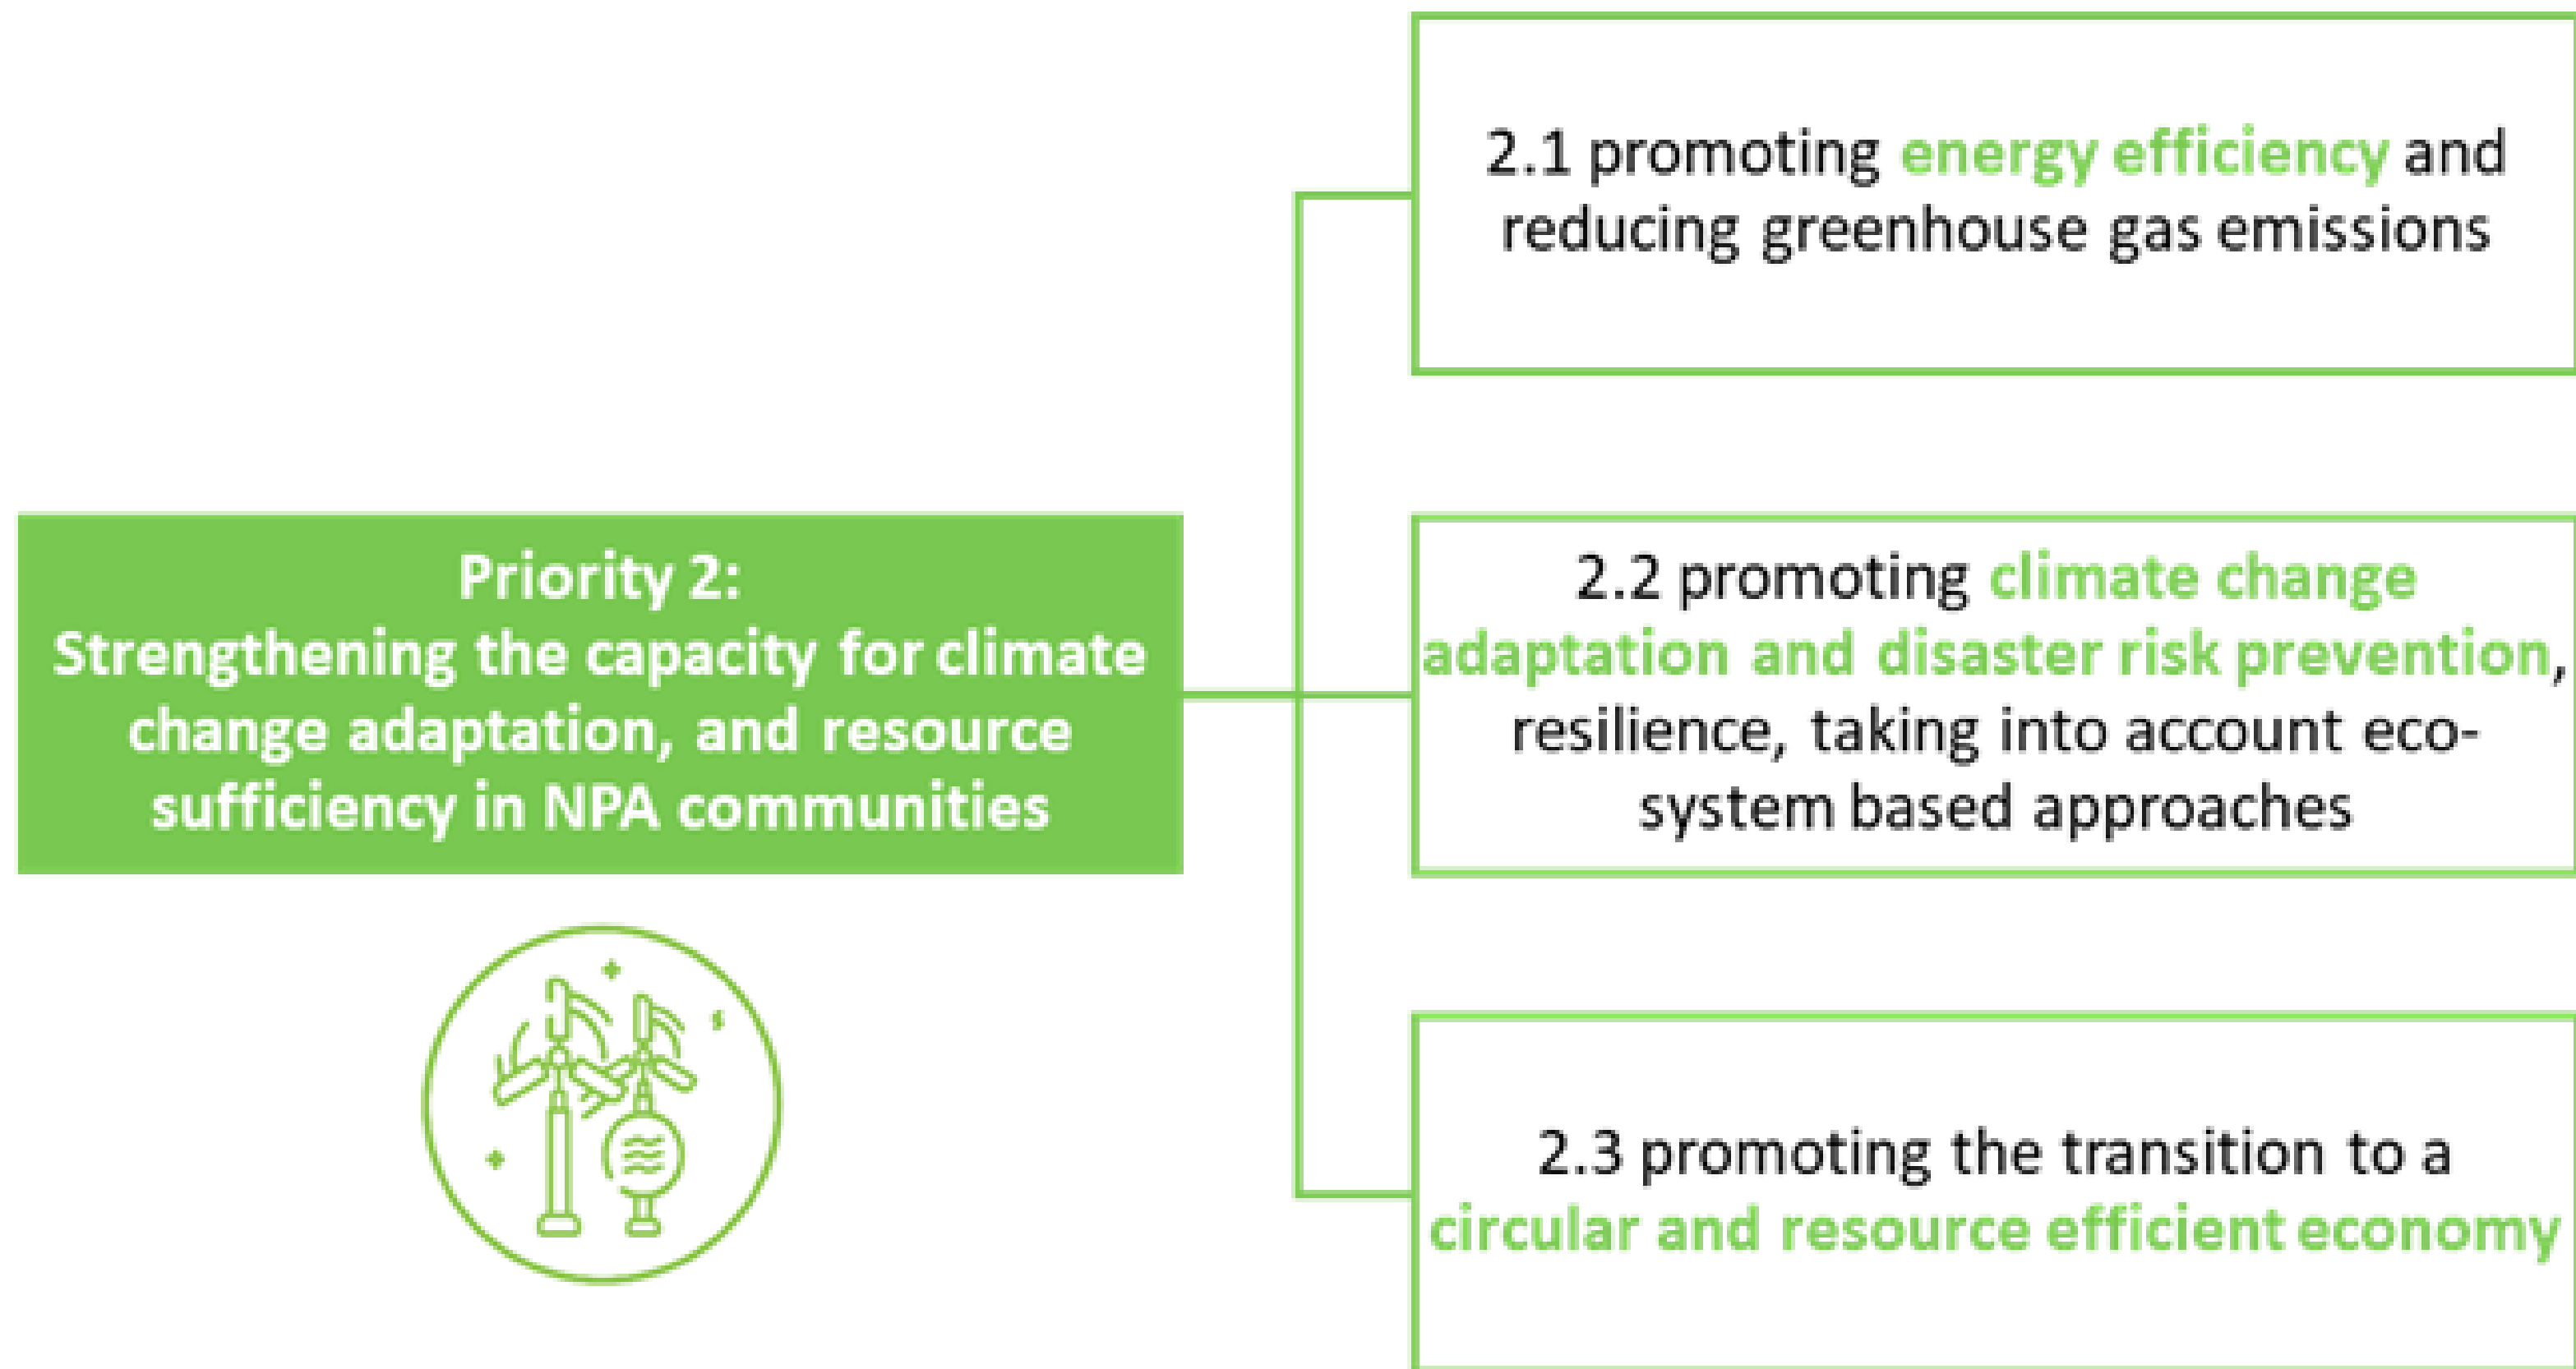 2.1 promoting energy efficiency and
reducing greenhouse gas emissions
Priority 2:
Strengthening the capacity for climate
change adaptation, and resource
sufficiency in NPA communities
2.2 promoting climate change
adaptation and disaster risk prevention,
resilience, taking into account eco-
system based approaches
2.3 promoting the transition to a
circular and resource efficient economy